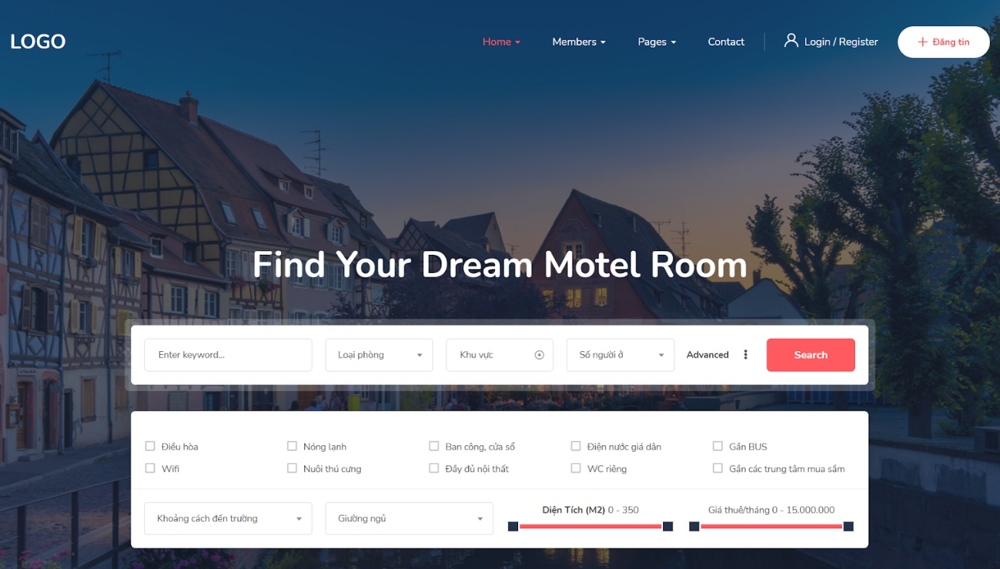 LOGO
Home
Members
Pages
Contact
Login / Register
Đăng tin
Find Your Dream Motel Room
Enter keyword...
Loại phòng
Khu vực
Số người ở
Advanced
Search
Điều hòa
Nóng lạnh
Ban công, cửa sổ
Điện nước giá dân
Gần BUS
Wifi
Nuôi thú cưng
Đầy đủ nội thất
WC riêng
Gần các trung tâm mua sắm
Khoảng cách đến trường
Giường ngủ
Diện Tích (M2) 0 - 350
Giá thuê/tháng 0 - 15.000.000